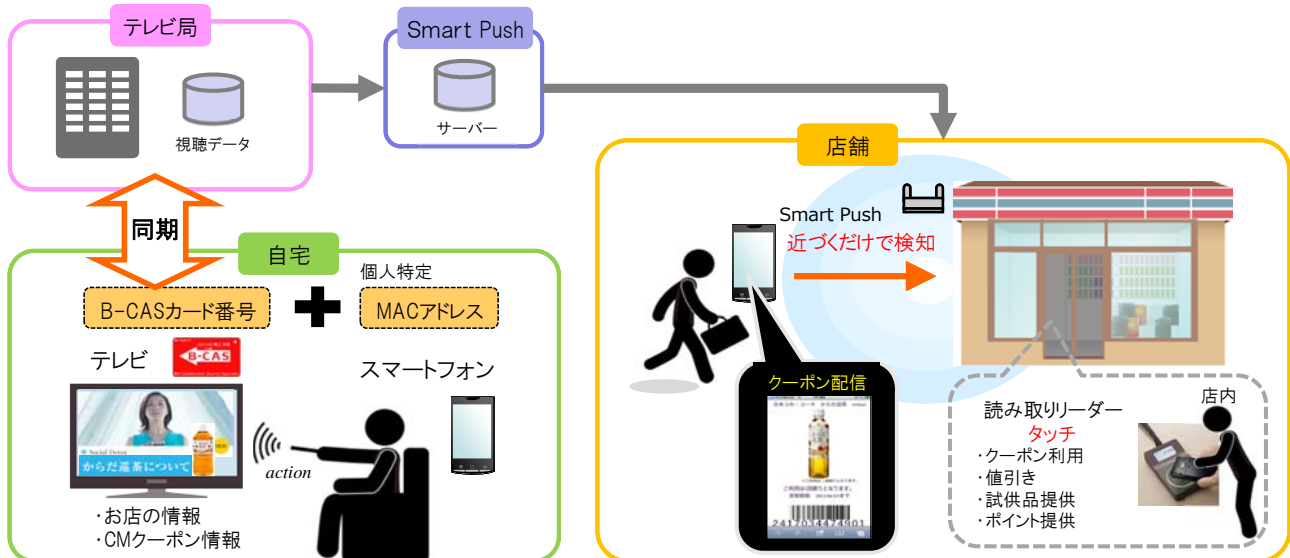 テレビ局
Smart Push
視聴データ
サーバー
店舗
同期
Smart Push
近づくだけで検知
自宅
個人特定
B-CASカード番号
MACアドレス
テレビ
B-CAS
スマートフォン
Social Detox
からだ巡茶について
action
・お店の情報
・CMクーポン情報
クーポン配信
2417034474901
店内
読み取りリーダー
タッチ
・クーポン利用
・値引き
・試供品提供
・ポイント提供